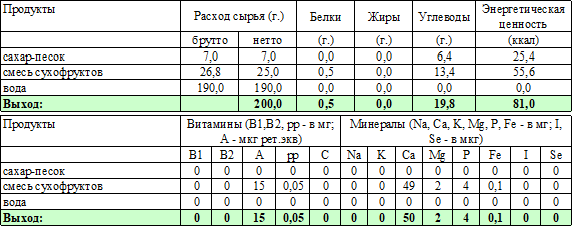 Продукты Расход сырья (г.) Белки Жиры Углеводы Энергетическая ценность
брутто нетто (г.) (г.) (г.) (ккал)
сахар-песок 7,0 7,0 0,0 0,0 6,4 25,4
смесь сухофруктов 26,8 25,0 0,5 0,0 13,4 55,6
вода 190,0 190,0 0,0 0,0 0,0 0,0
Выход: 200,0 0,5 0,0 19,8 81,0
Продукты Витамины (В1,В2, рр - в мг; А - мкг рет.экв) Минералы (Na, Ca, K, Mg, P, Fe - в мг; I, Se - в мкг)
В1 В2 А рр С Na K Ca Mg P Fe I Se
сахар-песок 0 0 0 0 0 0 0 0 0 0 0 0 0
смесь сухофруктов 0 0 15 0,05 0 0 0 49 2 4 0,1 0 0
вода 0 0 0 0 0 0 0 0 0 0 0 0 0
Выход: 0 0 15 0,05 0 0 0 50 2 4 0,1 0 0